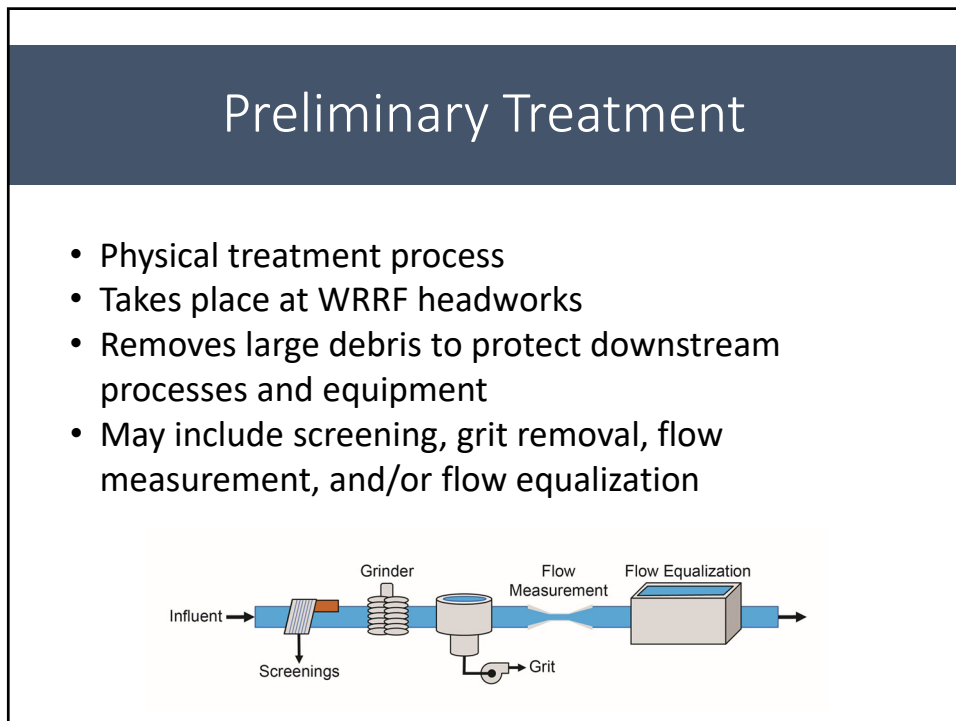 Preliminary Treatment
• Physical treatment process
• Takes place at WRRF headworks
• Removes large debris to protect downstream
processes and equipment
• May include screening, grit removal, flow
measurement, and/or flow equalization
Grinder
Flow
Measurement
Flow Equalization
Influent
Screenings
Grit